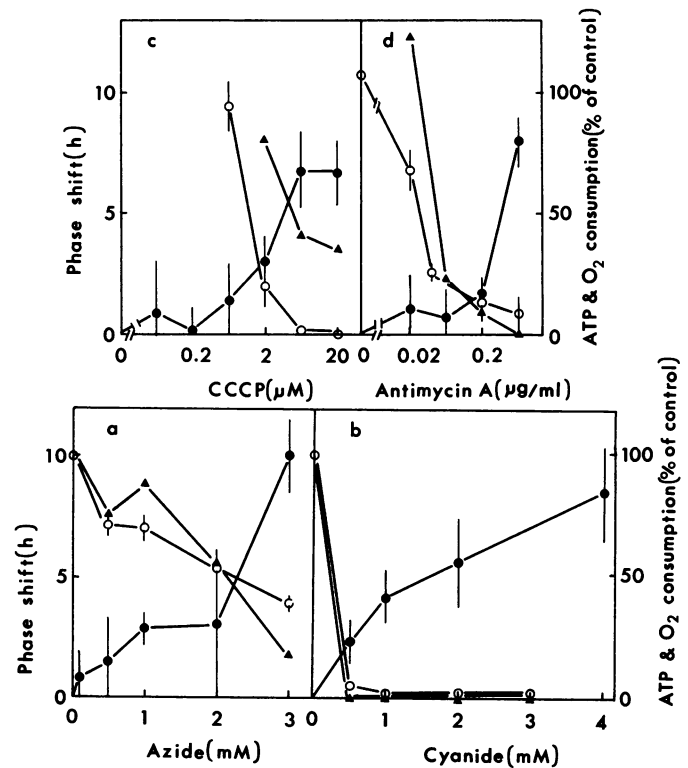 c
d
10
5
0
100
50
0
Phase shift(h)
ATP & O2 consumption(% of control)
0 0.2 2 20
0 0.02 0.2
CCCP(μM)
Antimycin A(μg/ml)
a
b
10
5
0
100
50
0
Phase shift(h)
ATP & O2 consumption(% of control)
0 1 2 3
0 1 2 3 4
Azide(mM)
Cyanide(mM)